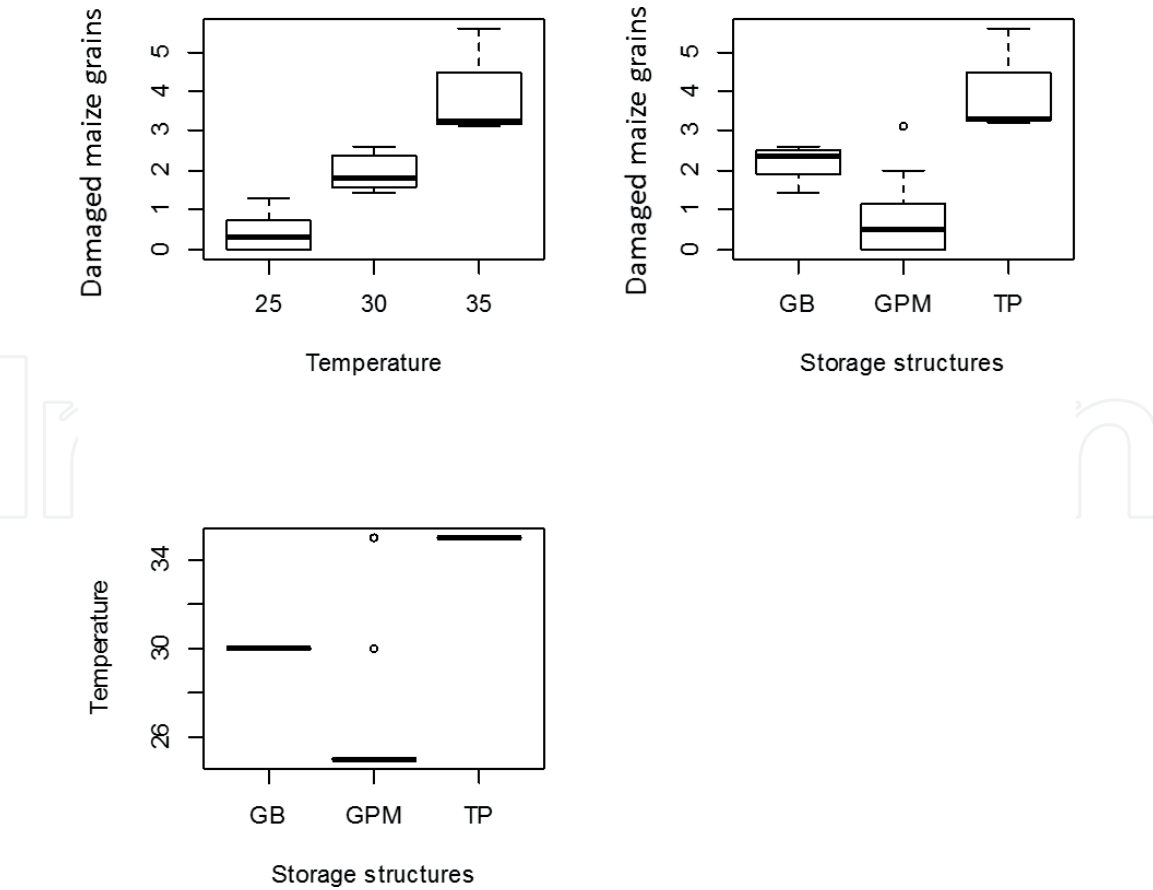 Damaged maize grains
5
4
3
2
1
0
25 30 35
Temperature
Damaged maize grains
5
4
3
2
1
0
GB GPM TP
Storage structures
Temperature
34
30
26
GB GPM TP
Storage structures